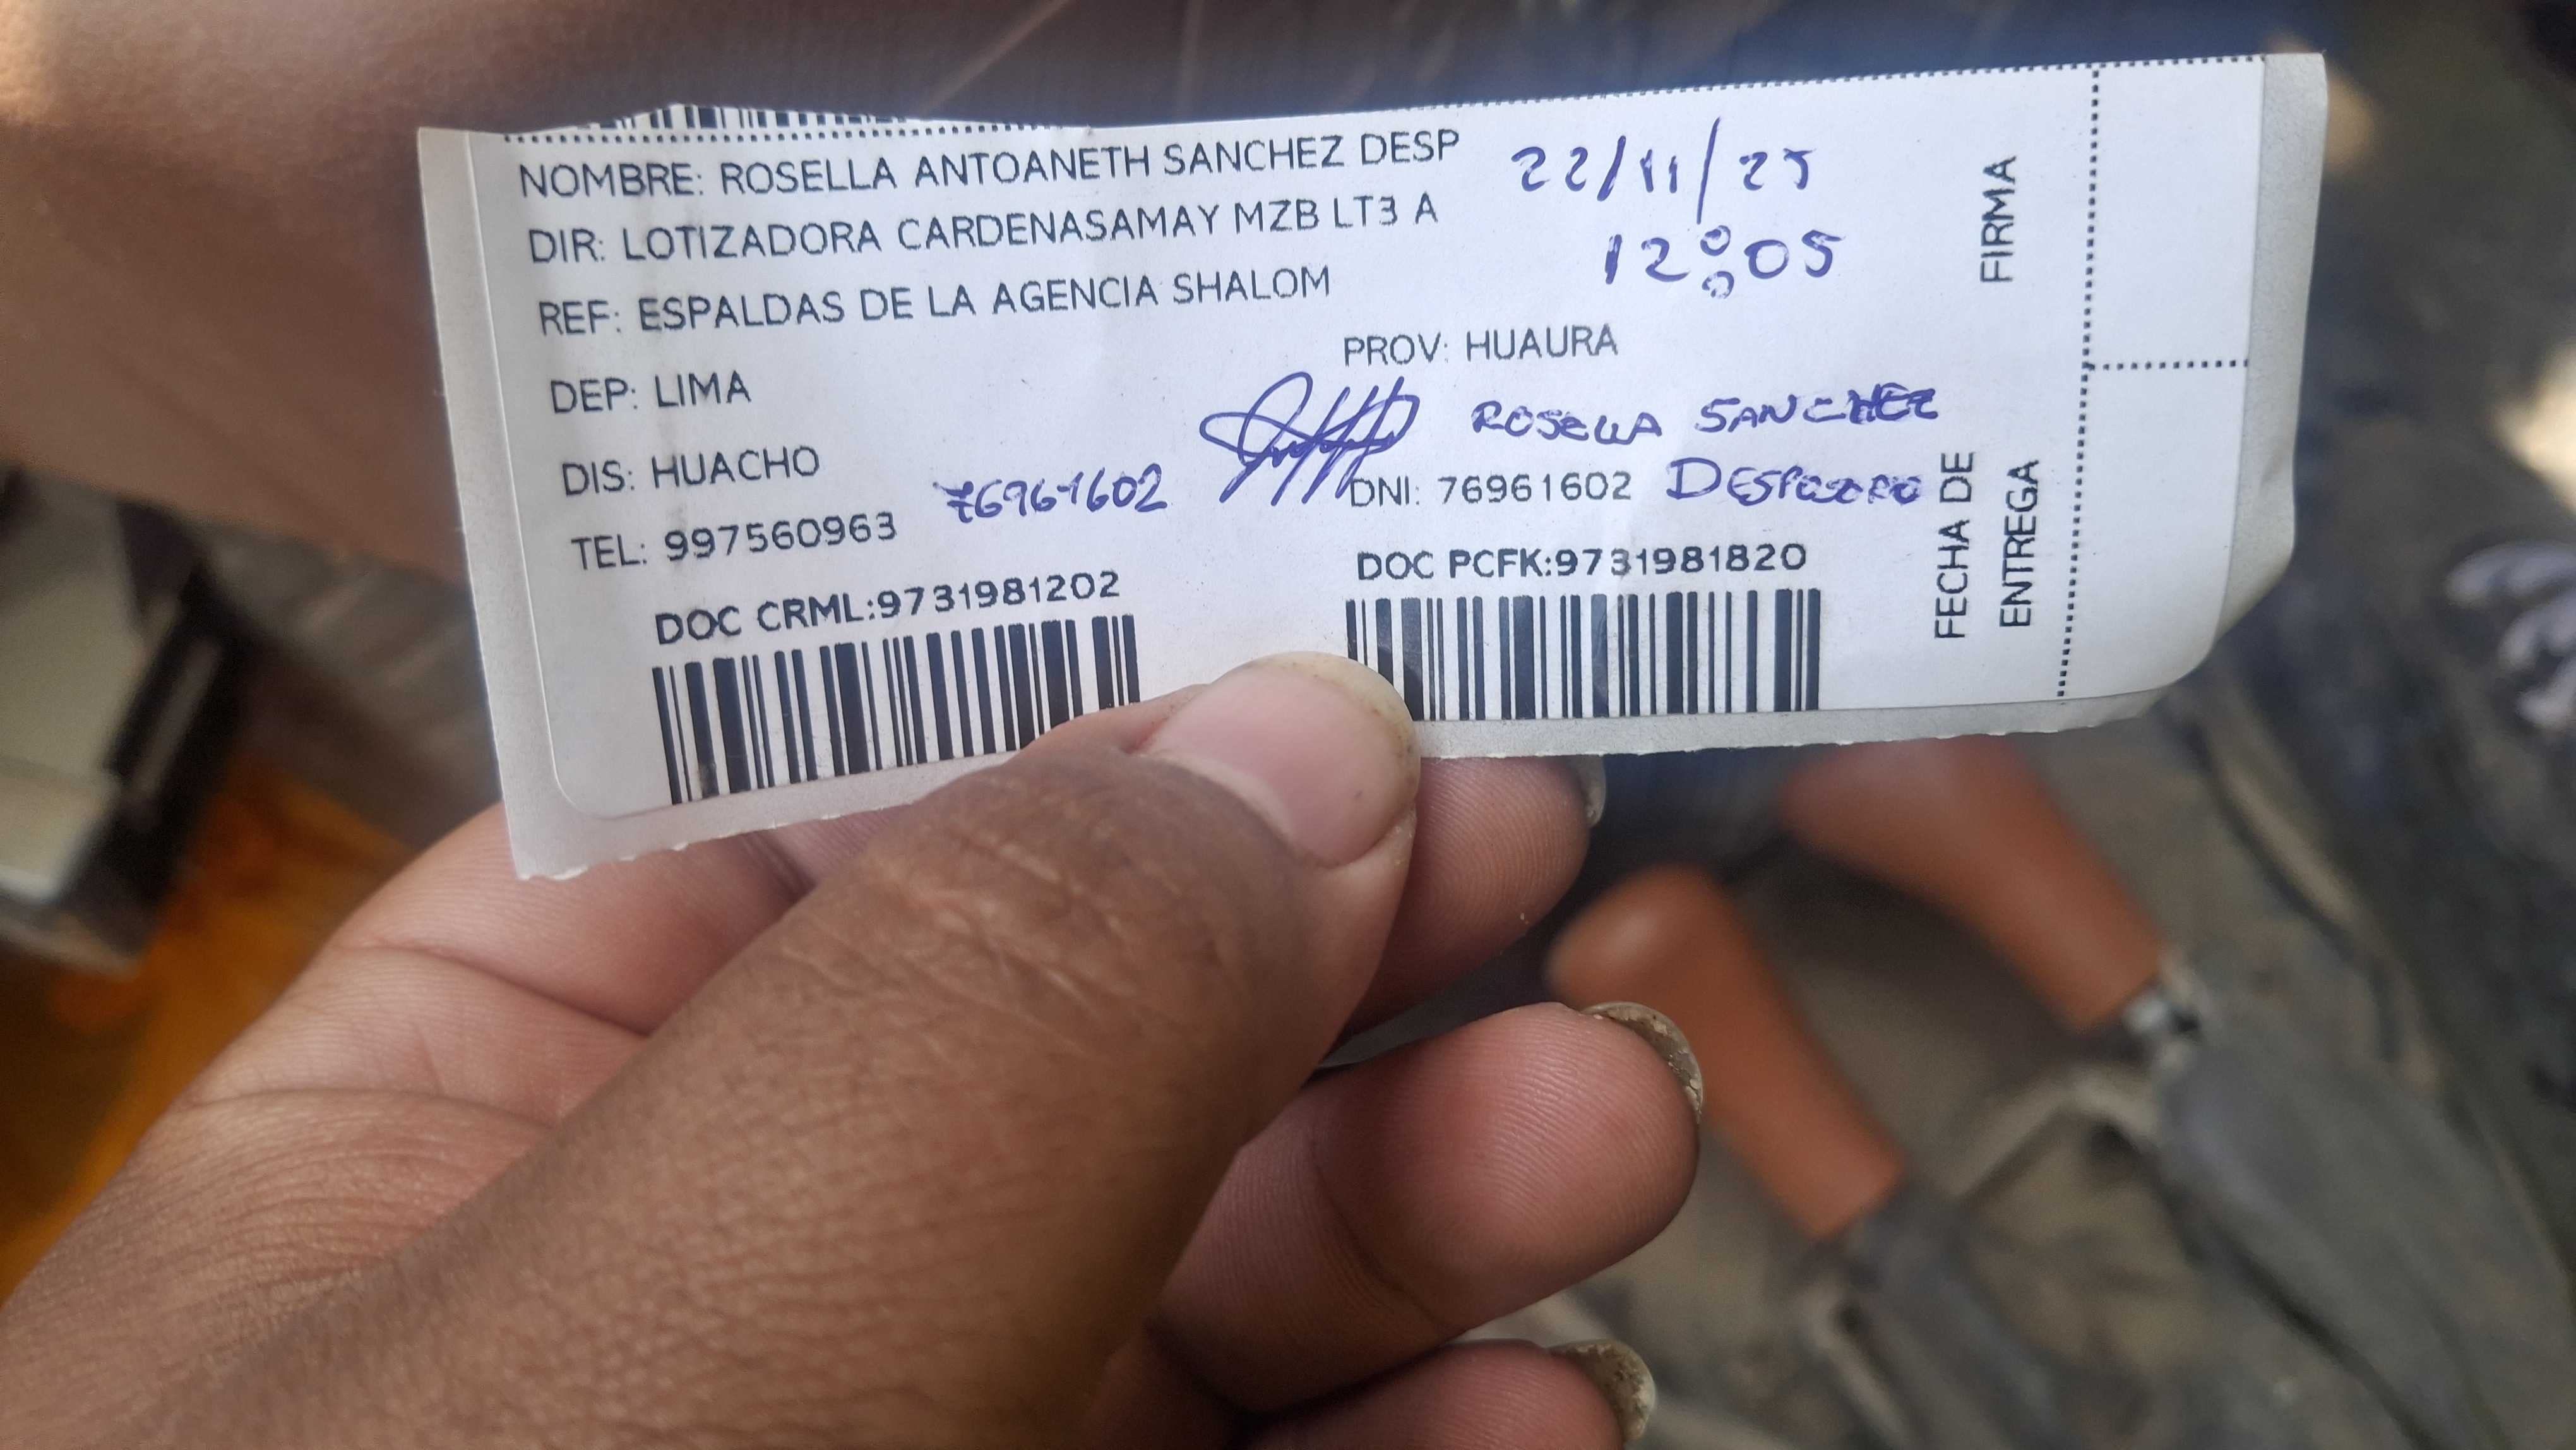 NOMBRE: ROSELLA ANTOANETH SANCHEZ DESP
22/11/25
DIR: LOTIZADORA CARDENASAMAY MZB LT3 A
12:05
REF: ESPALDAS DE LA AGENCIA SHALOM
FIRMA
DEP: LIMA
PROV: HUAURA
ROSELLA SANCHEZ
DIS: HUACHO
76961602
DNI: 76961602
TEL: 997560963
FECHA DE
ENTREGA
DOC CRML:9731981202
DOC PCFK:9731981820